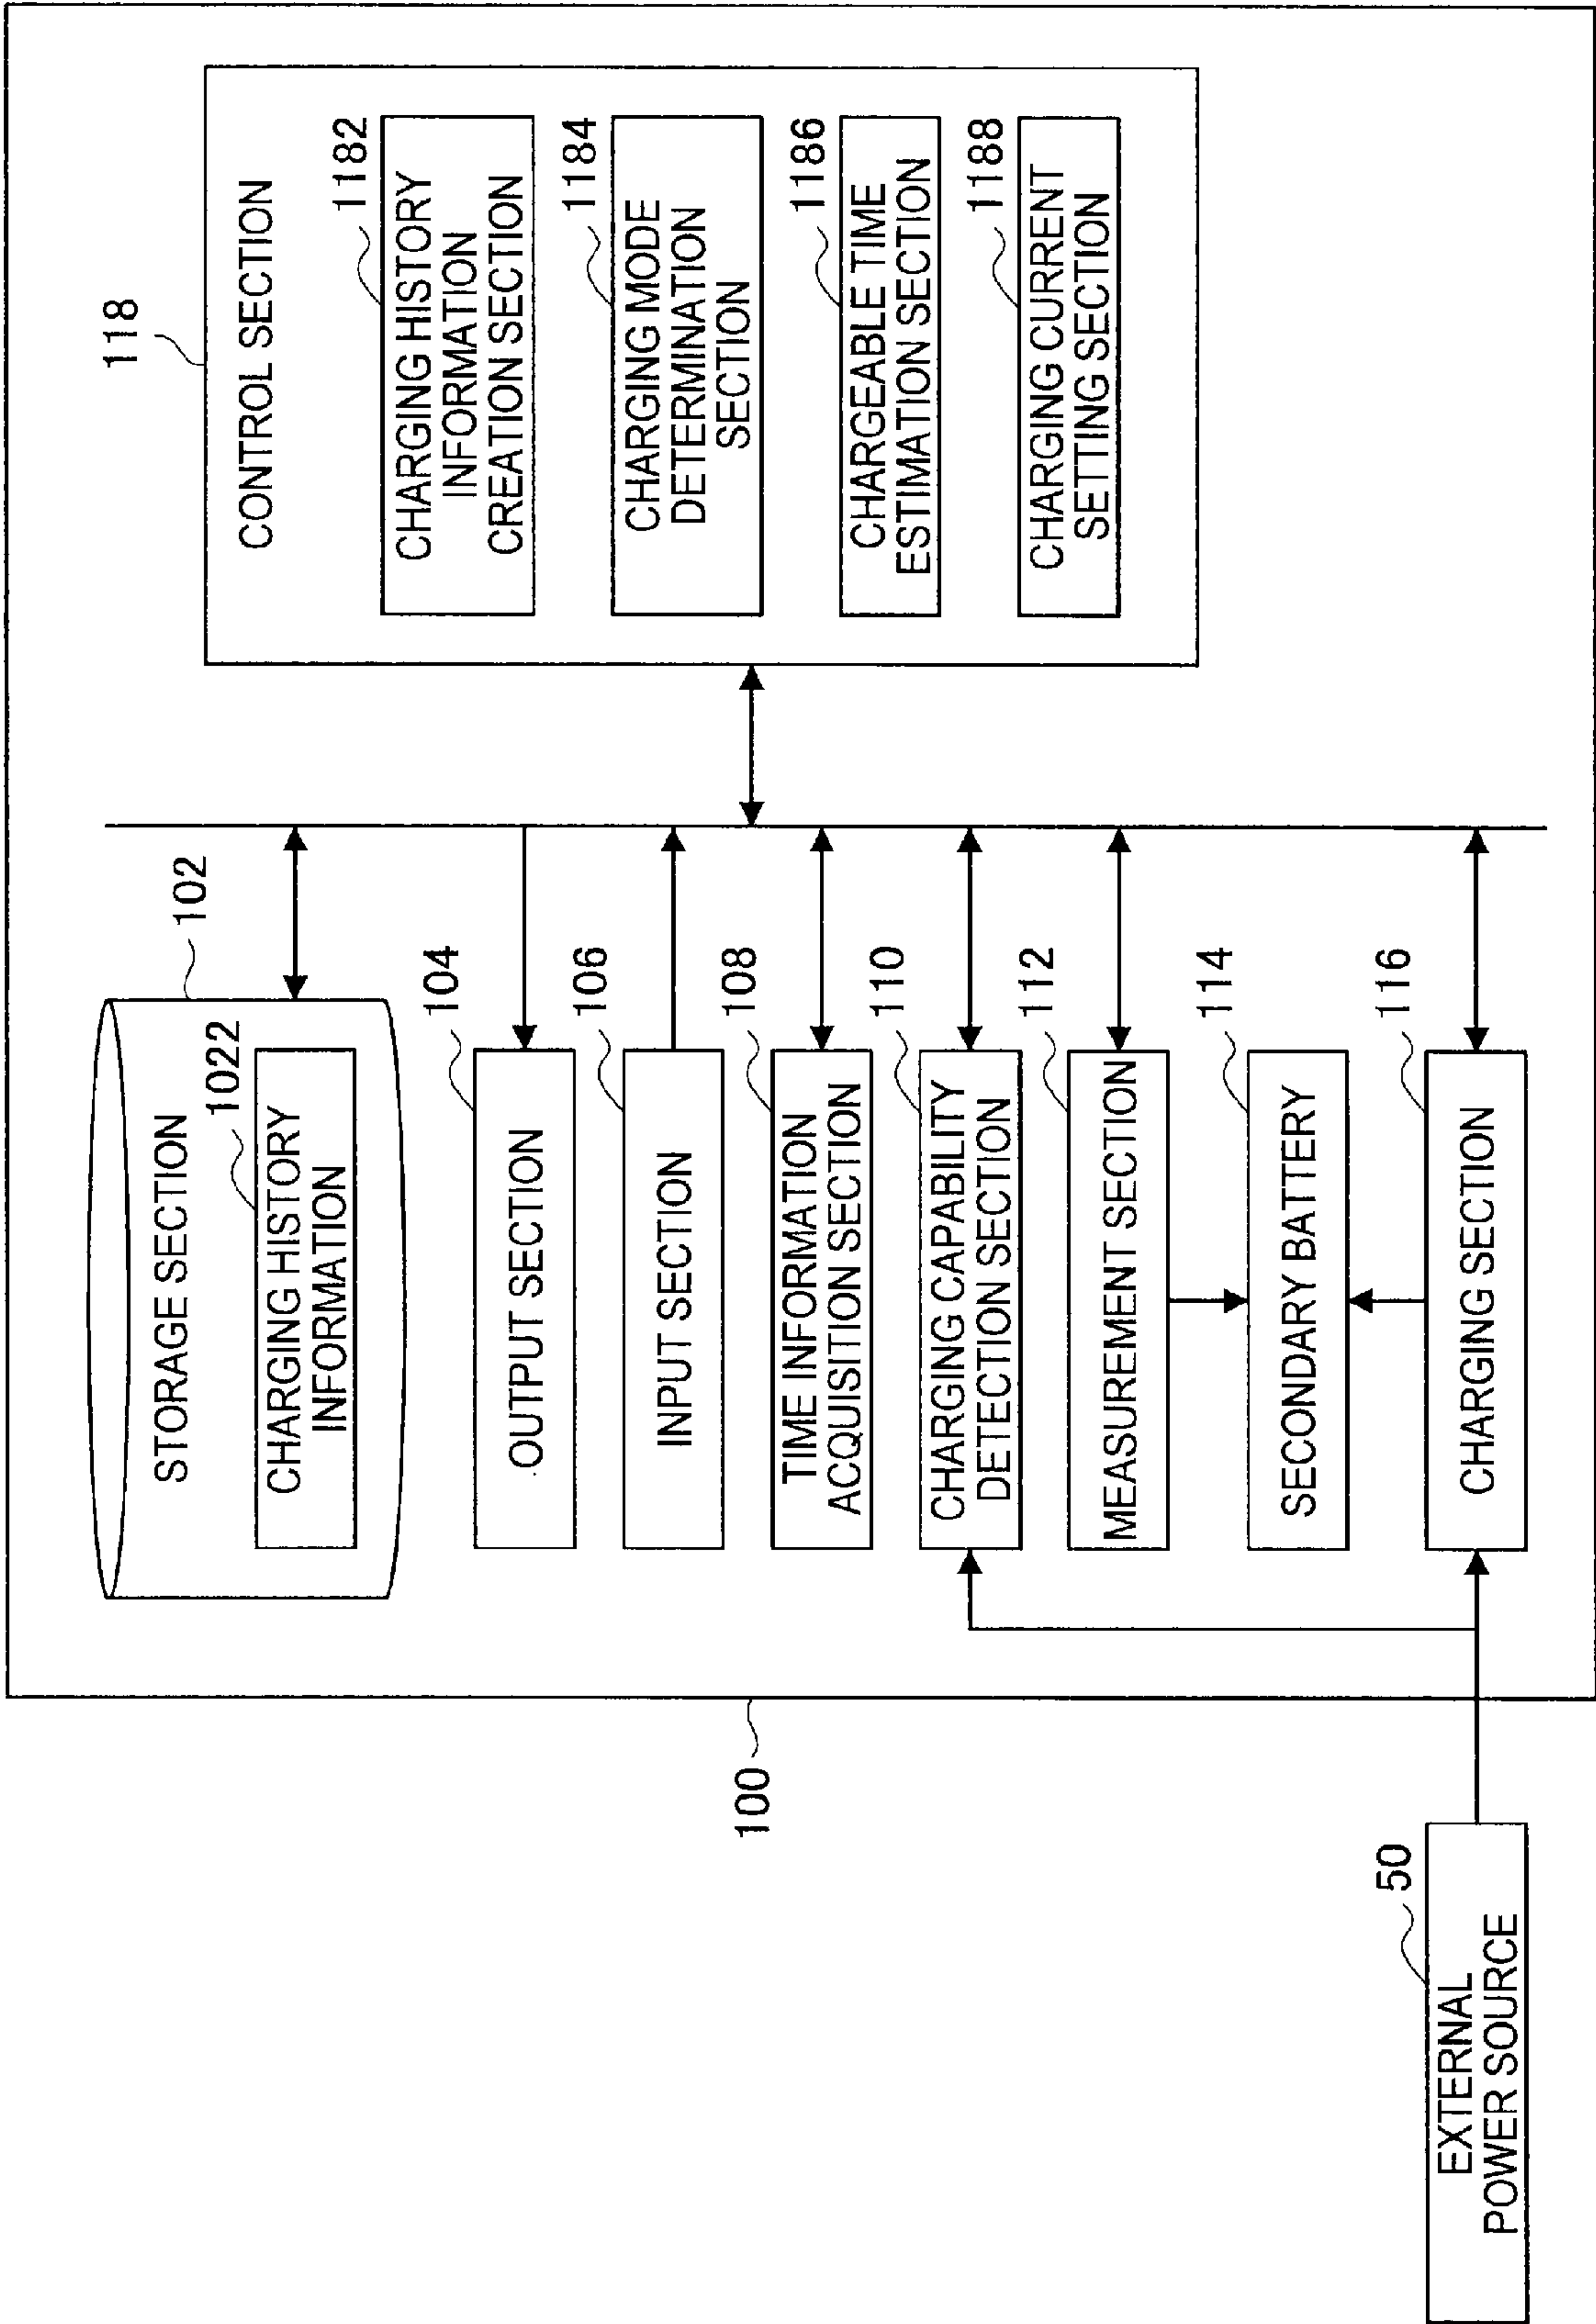 118
CONTROL SECTION
1182
CHARGING HISTORY
INFORMATION
CREATION SECTION
1184
CHARGING MODE
DETERMINATION
SECTION
1186
CHARGEABLE TIME
ESTIMATION SECTION
1188
CHARGING CURRENT
SETTING SECTION
102
STORAGE SECTION
1022
CHARGING HISTORY
INFORMATION
104
OUTPUT SECTION
106
INPUT SECTION
108
TIME INFORMATION
ACQUISITION SECTION
110
CHARGING CAPABILITY
DETECTION SECTION
112
MEASUREMENT SECTION
114
SECONDARY BATTERY
116
CHARGING SECTION
100
50
EXTERNAL
POWER SOURCE